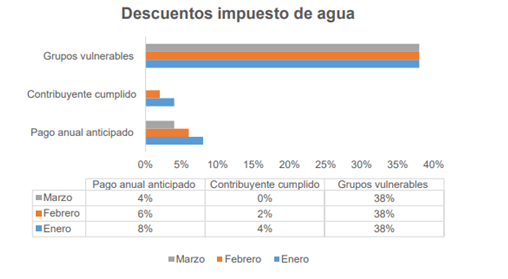 Descuentos impuesto de agua
Grupos vulnerables
Contribuyente cumplido
Pago anual anticipado
0% 5% 10% 15% 20% 25% 30% 35% 40%
Pago anual anticipado Contribuyente cumplido Grupos vulnerables
Marzo 4% 0% 38%
Febrero 6% 2% 38%
Enero 8% 4% 38%
Marzo Febrero Enero